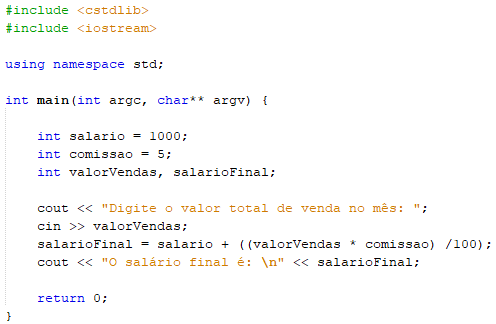 #include <cstdlib>
#include <iostream>
using namespace std;
int main(int argc, char** argv) {
int salario = 1000;
int comissao = 5;
int valorVendas, salarioFinal;
cout << "Digite o valor total de venda no mês: ";
cin >> valorVendas;
salarioFinal = salario + ((valorVendas * comissao) /100);
cout << "O salário final é: \n" << salarioFinal;
return 0;
}